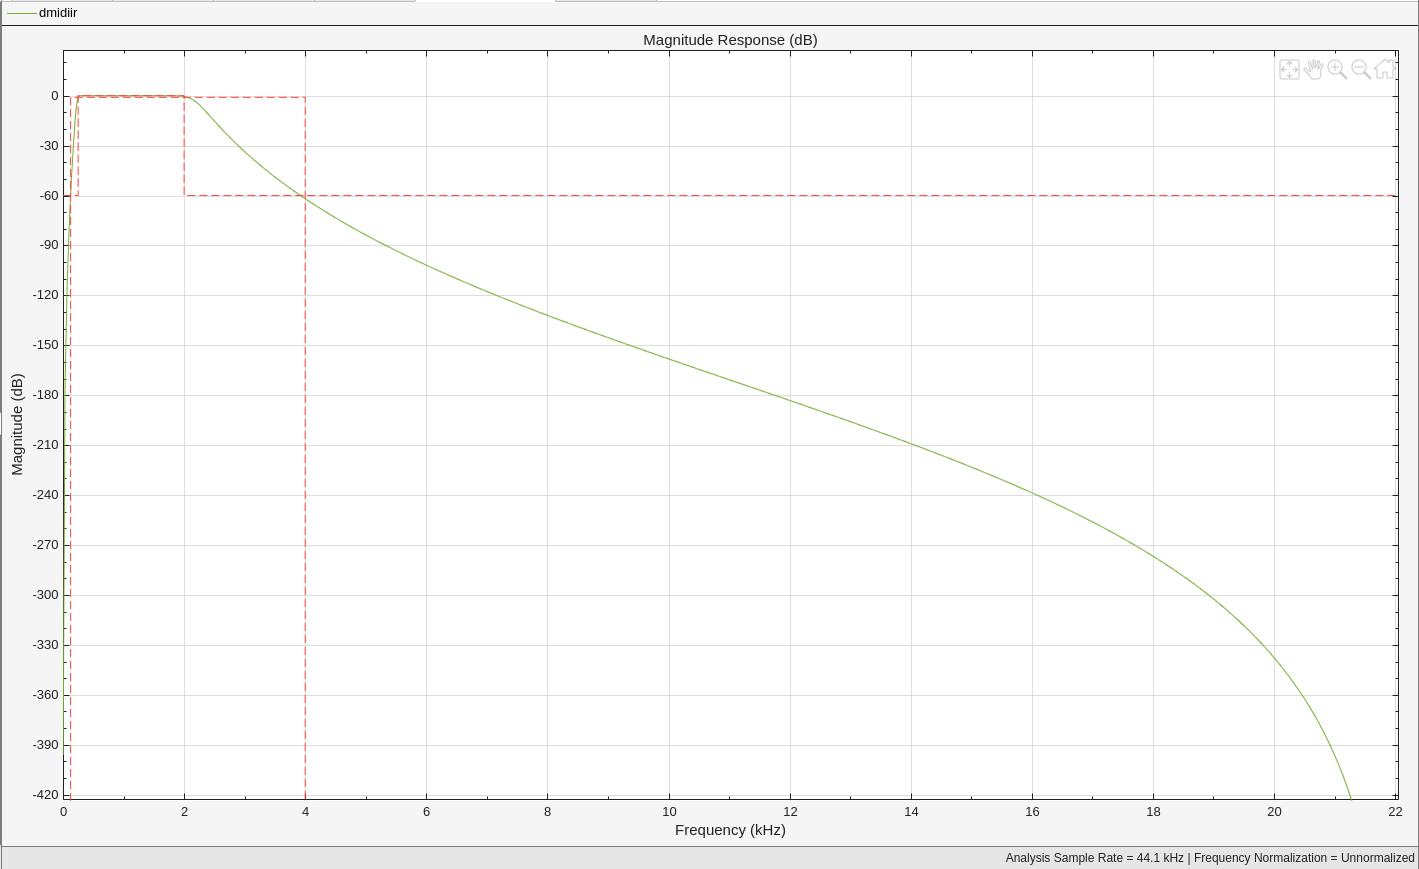 dmidiir
Magnitude Response (dB)
0
-30
-60
-90
-120
-150
-180
-210
-240
-270
-300
-330
-360
-390
-420
Magnitude (dB)
0 2 4 6 8 10 12 14 16 18 20 22
Frequency (kHz)
Analysis Sample Rate = 44.1 kHz | Frequency Normalization = Unnormalized